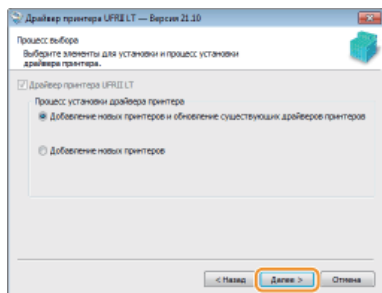 Драйвер принтера UFRII LT — Версия 21.10
Процесс выбора
Выберите элементы для установки и процесс установки
драйвера принтера.
Драйвер принтера UFRII LT
Процесс установки драйвера принтера
Добавление новых принтеров и обновление существующих драйверов принтеров
Добавление новых принтеров
< Назад Далее > Отмена